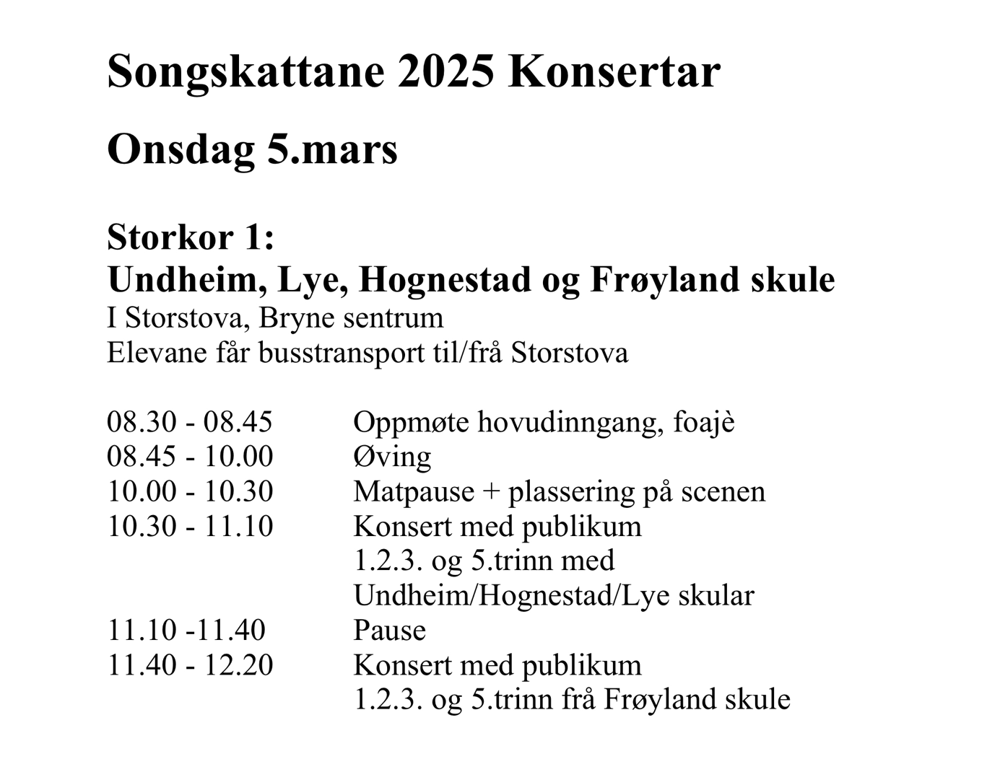 Songskattane 2025 Konsertar
Onsdag 5.mars
Storkor 1:
Undheim, Lye, Hognestad og Frøyland skule
I Storstova, Bryne sentrum
Elevane får busstransport til/frå Storstova
08.30 - 08.45 Oppmøte hovudinngang, foajè
08.45 - 10.00 Øving
10.00 - 10.30 Matpause + plassering på scenen
10.30 - 11.10 Konsert med publikum
1.2.3. og 5.trinn med
Undheim/Hognestad/Lye skular
11.10 -11.40 Pause
11.40 - 12.20 Konsert med publikum
1.2.3. og 5.trinn frå Frøyland skule